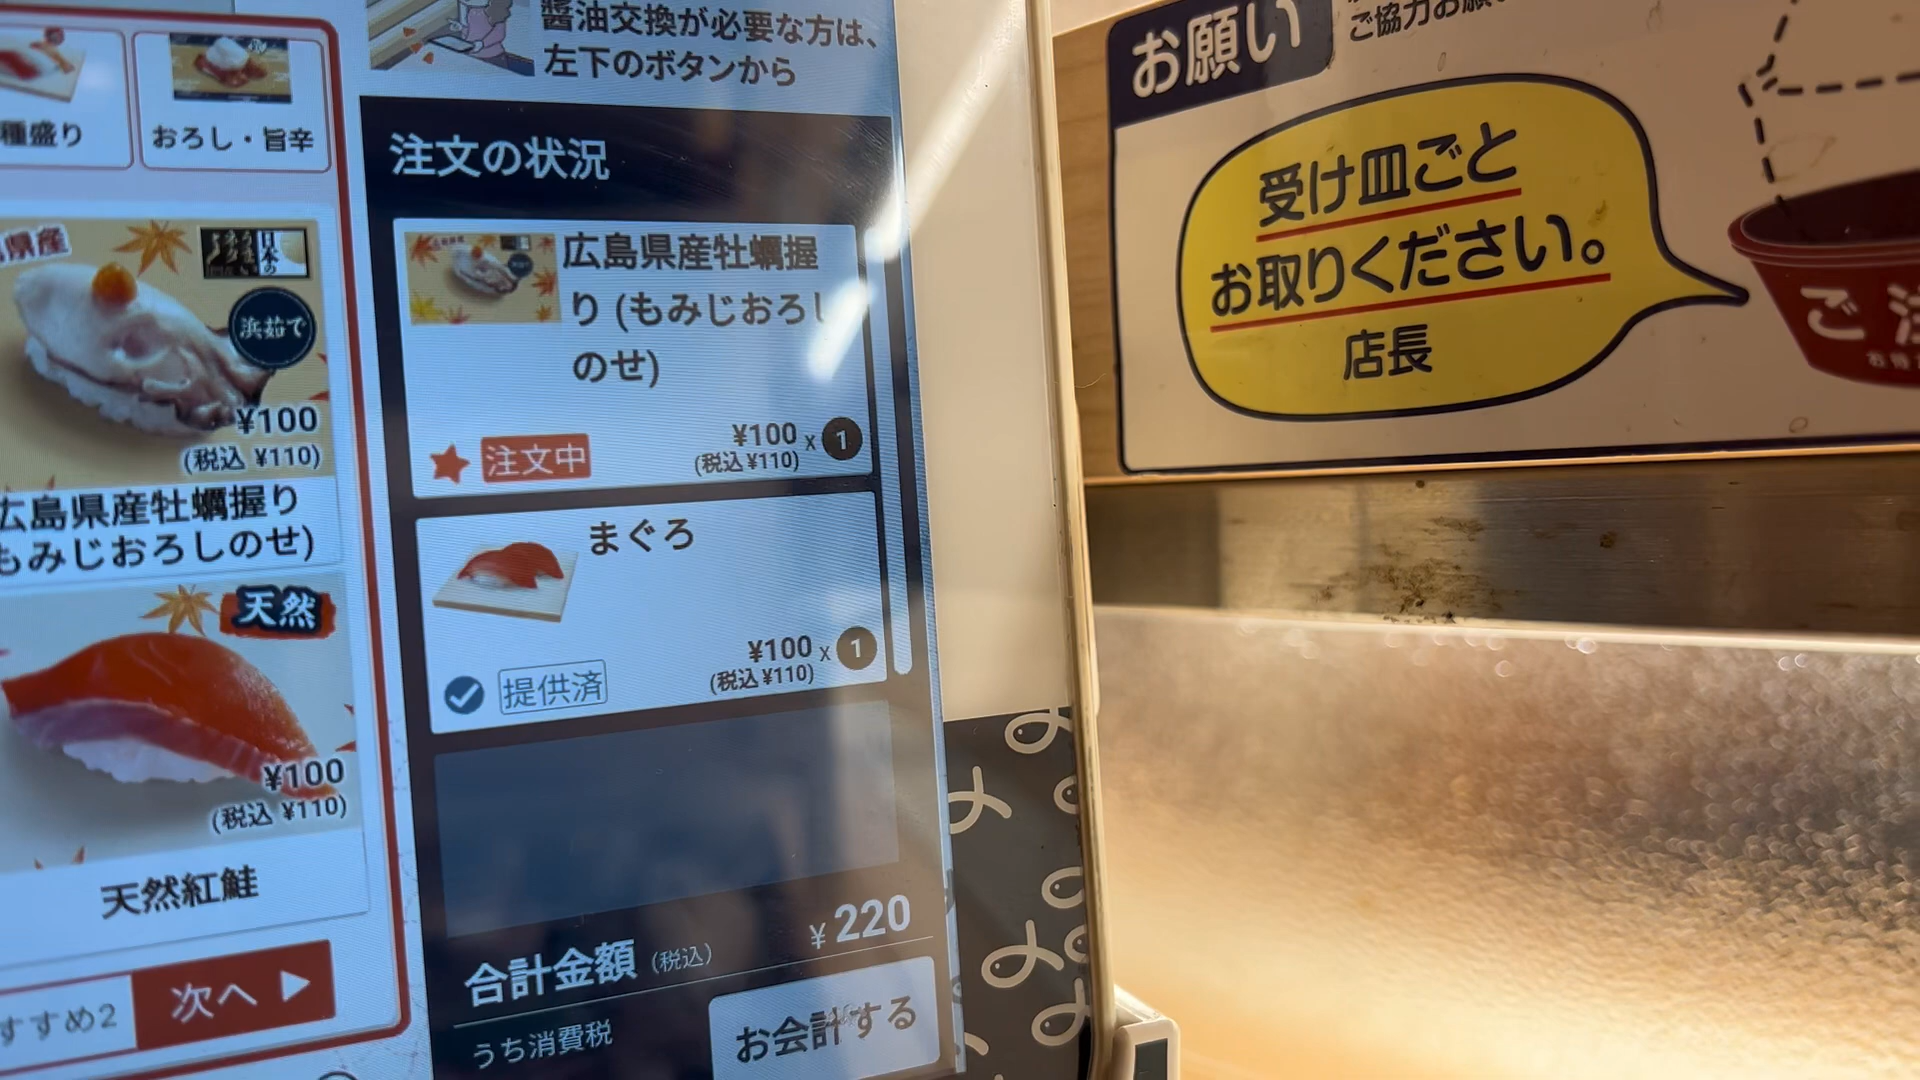 種盛り
おろし・旨辛
県産
日本の
浜茹で
¥100
(税込 ¥110)
広島県産牡蠣握り
もみじおろしのせ)
天然
¥100
(税込 ¥110)
天然紅鮭
すすめ2
次へ
醤油交換が必要な方は、
左下のボタンから
注文の状況
広島県産牡蠣握
り (もみじおろし
のせ)
注文中
¥100 x 1
(税込 ¥110)
まぐろ
提供済
¥100 x 1
(税込 ¥110)
合計金額 (税込) ¥220
うち消費税
お会計する
お願い
受け皿ごと
お取りください。
店長
ご